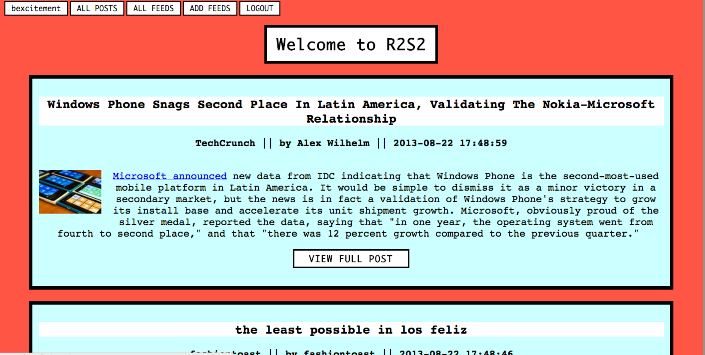 bexcitement ALL POSTS ALL FEEDS ADD FEEDS LOGOUT
Welcome to R2S2
Windows Phone Snags Second Place In Latin America, Validating The Nokia-Microsoft
Relationship
TechCrunch || by Alex Wilhelm || 2013-08-22 17:48:59
Microsoft announced new data from IDC indicating that Windows Phone is the second-most-used
mobile platform in Latin America. It would be simple to dismiss it as a minor victory in a
secondary market, but the news is in fact a validation of Windows Phone's strategy to grow
its install base and accelerate its unit shipment growth. Microsoft, obviously proud of the
silver medal, reported the data, saying that "in one year, the operating system went from
fourth to second place," and that "there was 12 percent growth compared to the previous quarter."
VIEW FULL POST
the least possible in los feliz
fashiontoast || by fashiontoast || 2013-08-22 17:48:46